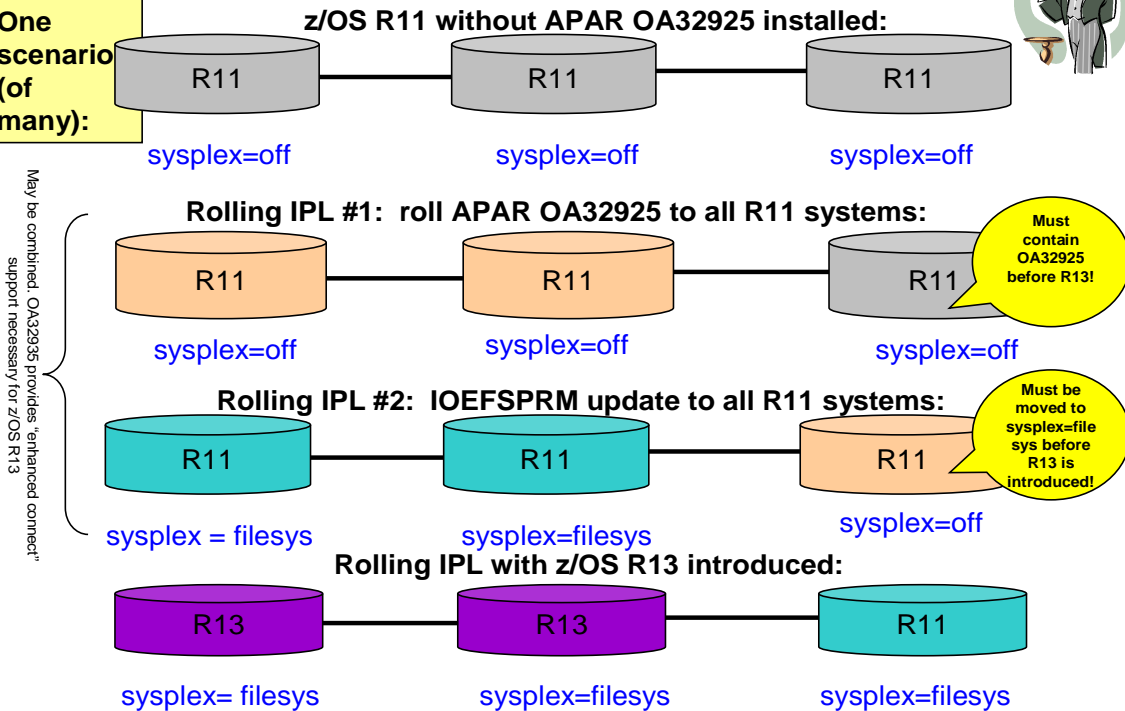 One
scenario
(of
many):
z/OS R11 without APAR OA32925 installed:
R11
R11
R11
sysplex=off
sysplex=off
sysplex=off
May be combined. OA32935 provides "enhanced connect"
support necessary for z/OS R13
Rolling IPL #1: roll APAR OA32925 to all R11 systems:
R11
R11
R11
Must
contain
OA32925
before R13!
sysplex=off
sysplex=off
sysplex=off
Rolling IPL #2: IOEFSPRM update to all R11 systems:
R11
R11
R11
Must be
moved to
sysplex=file
sys before
R13 is
introduced!
sysplex = filesys
sysplex=filesys
sysplex=off
Rolling IPL with z/OS R13 introduced:
R13
R13
R11
sysplex= filesys
sysplex=filesys
sysplex=filesys